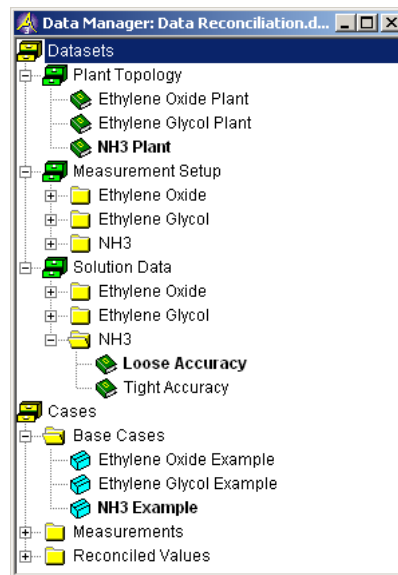 Data Manager: Data Reconciliation.d...
Datasets
Plant Topology
Ethylene Oxide Plant
Ethylene Glycol Plant
NH3 Plant
Measurement Setup
Ethylene Oxide
Ethylene Glycol
NH3
Solution Data
Ethylene Oxide
Ethylene Glycol
NH3
Loose Accuracy
Tight Accuracy
Cases
Base Cases
Ethylene Oxide Example
Ethylene Glycol Example
NH3 Example
Measurements
Reconciled Values